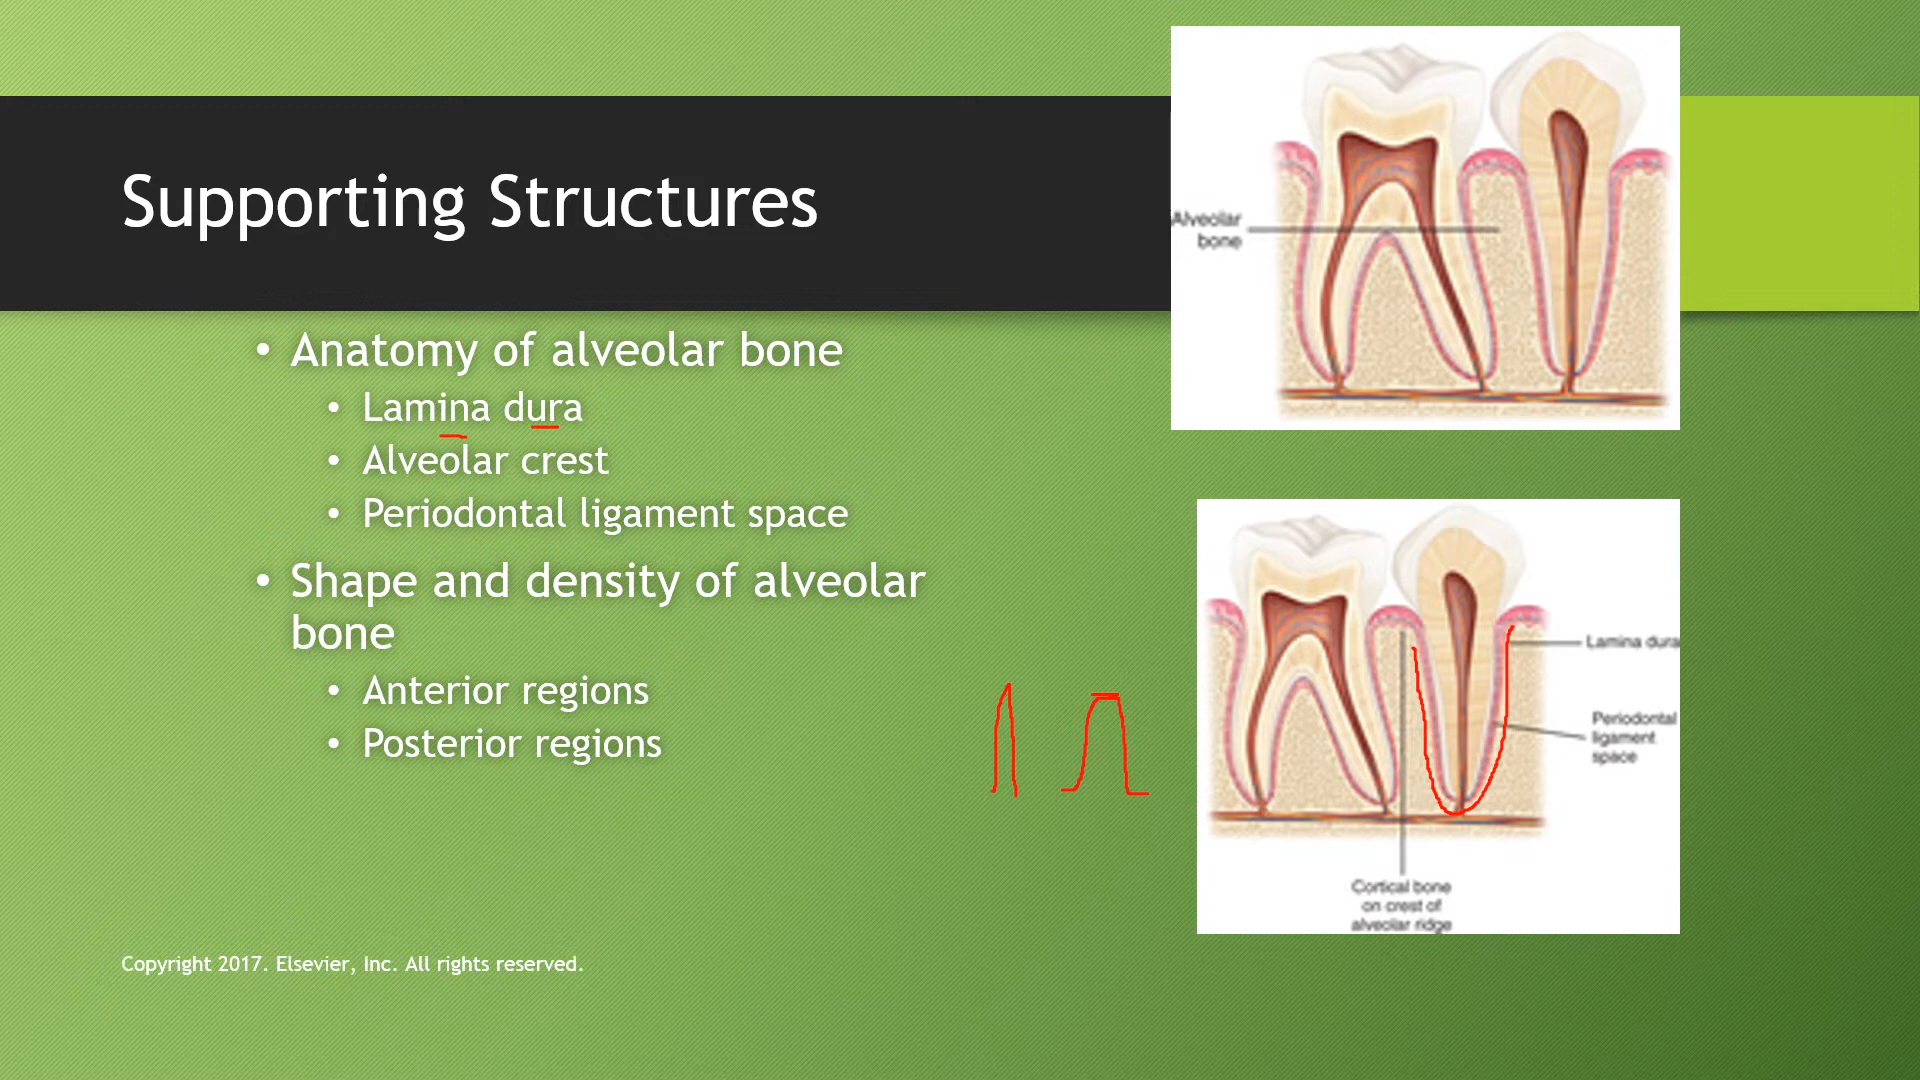 Supporting Structures
• Anatomy of alveolar bone
• Lamina dura
• Alveolar crest
• Periodontal ligament space
• Shape and density of alveolar
bone
• Anterior regions
• Posterior regions
Copyright 2017. Elsevier, Inc. All rights reserved.
Alveolar
bone
Lamina dura
Periodontal
ligament
space
Cortical bone
on crest of
alveolar ridge